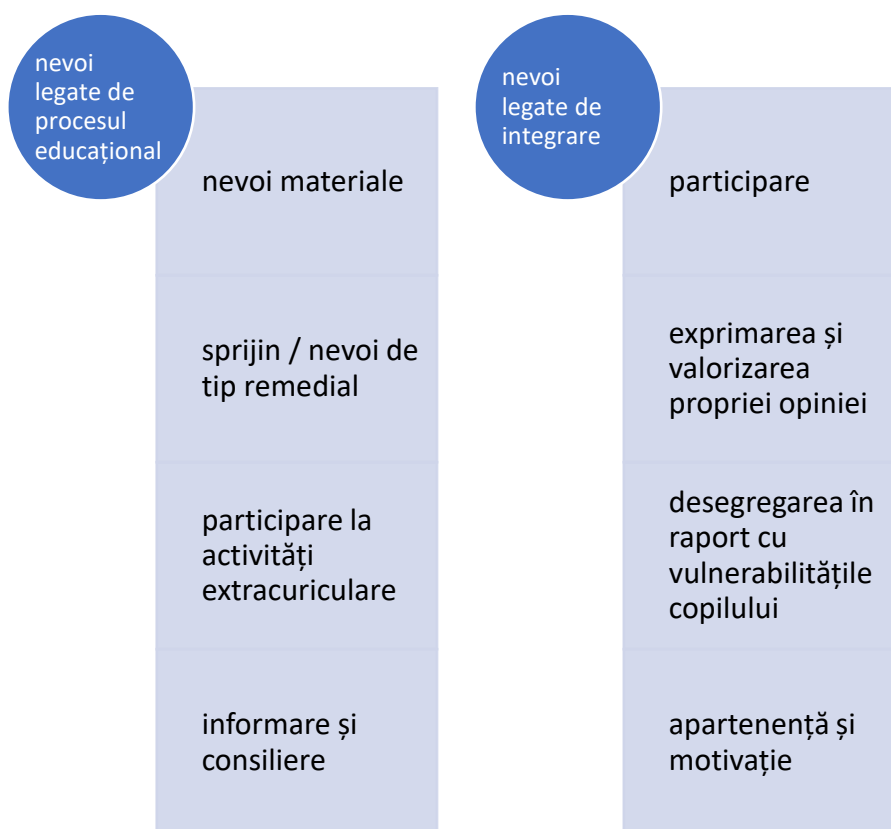 nevoi
legate de
procesul
educațional
nevoi materiale
sprijin / nevoi de
tip remedial
participare la
activități
extracuriculare
informare și
consiliere
nevoi
legate de
integrare
participare
exprimarea și
valorizarea
propriei opiniei
desegregarea în
raport cu
vulnerabilitățile
copilului
apartenență și
motivație